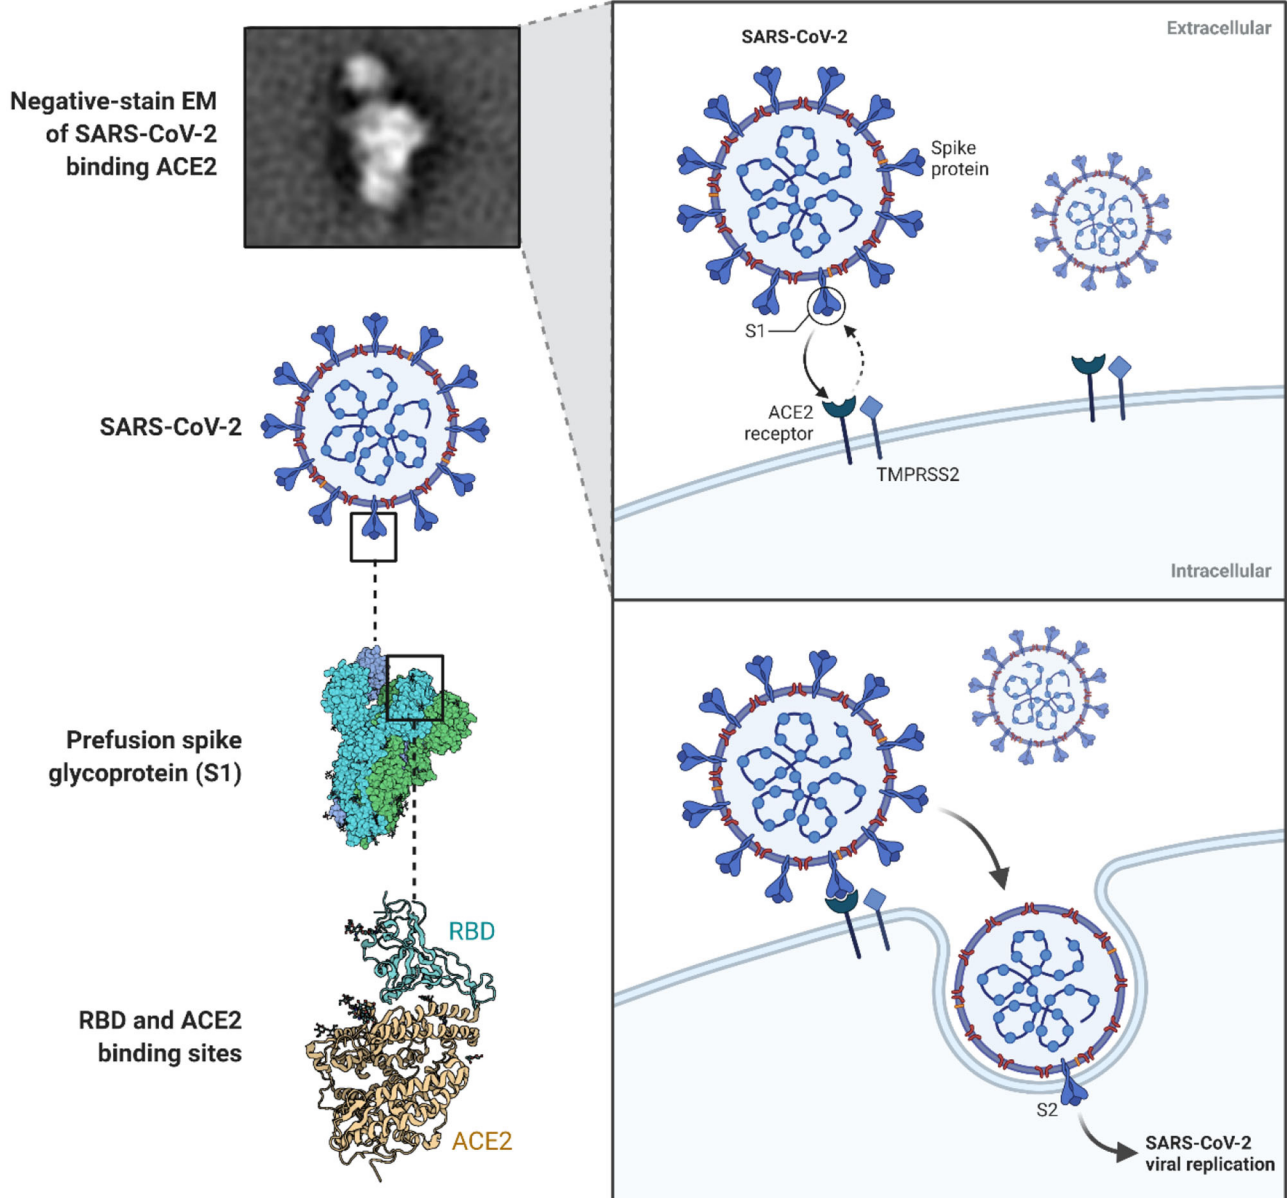 Negative-stain EM
of SARS-CoV-2
binding ACE2
SARS-CoV-2
Prefusion spike
glycoprotein (S1)
RBD and ACE2
binding sites
RBD
ACE2
SARS-CoV-2
Extracellular
Spike
protein
S1
ACE2
receptor
TMPRSS2
Intracellular
S2
SARS-CoV-2
viral replication